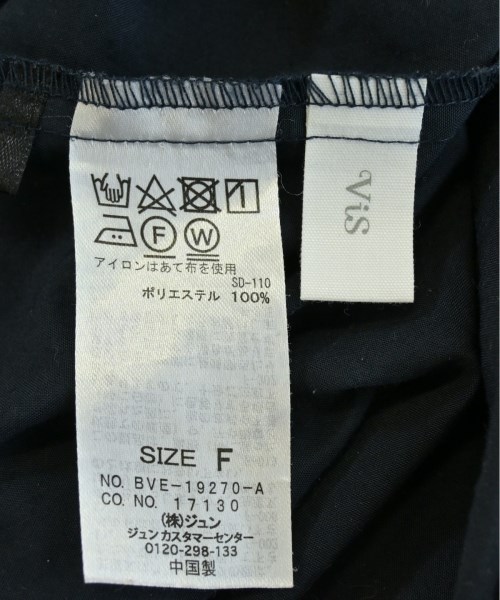 F W
アイロンはあて布を使用
SD-110
ポリエステル 100%
SIZE F
NO. BVE-19270-A
CO. NO. 17130
(株)ジュン
ジュンカスタマーセンター
0120-298-133
中国製
ViS